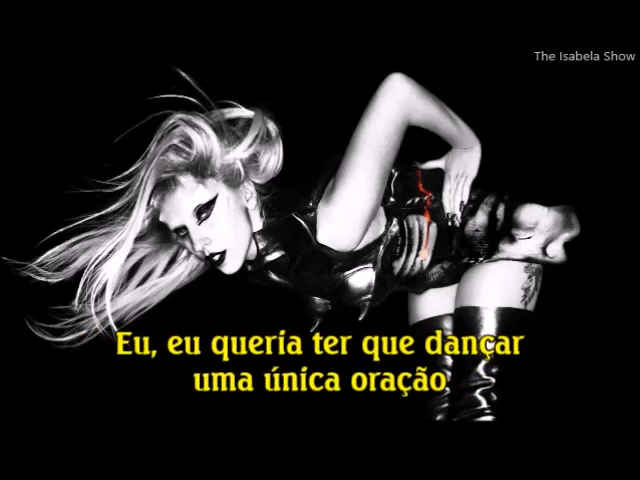 The Isabela Show
Eu, eu queria ter que dançar
uma única oração